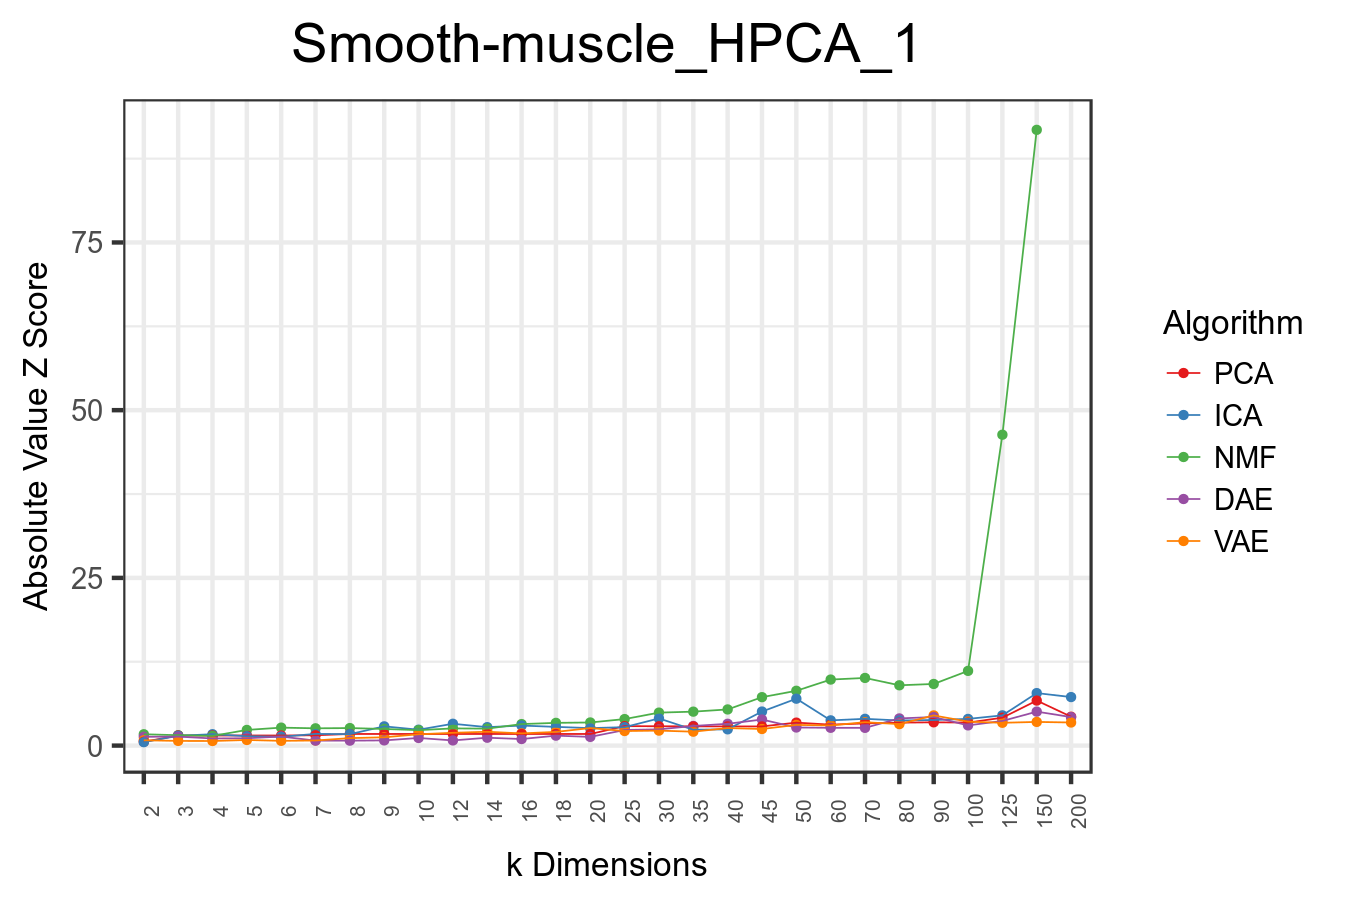 Smooth-muscle_HPCA_1
Absolute Value Z Score
75
50
25
0
2 3 4 5 6 7 8 9 10 12 14 16 18 20 25 30 35 40 45 50 60 70 80 90 100 125 150 200
k Dimensions
Algorithm
PCA
ICA
NMF
DAE
VAE